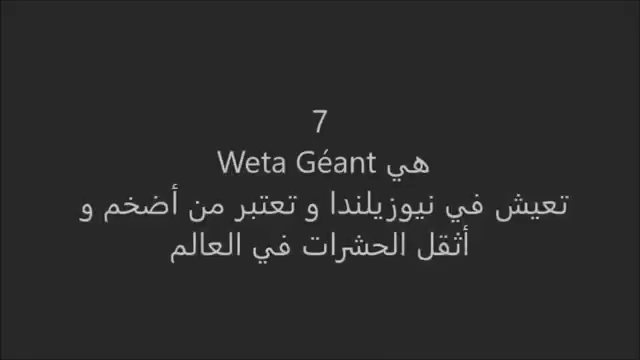 7
هي Weta Géant
تعيش في نيوزيلندا و تعتبر من أضخم و
أثقل الحشرات في العالم